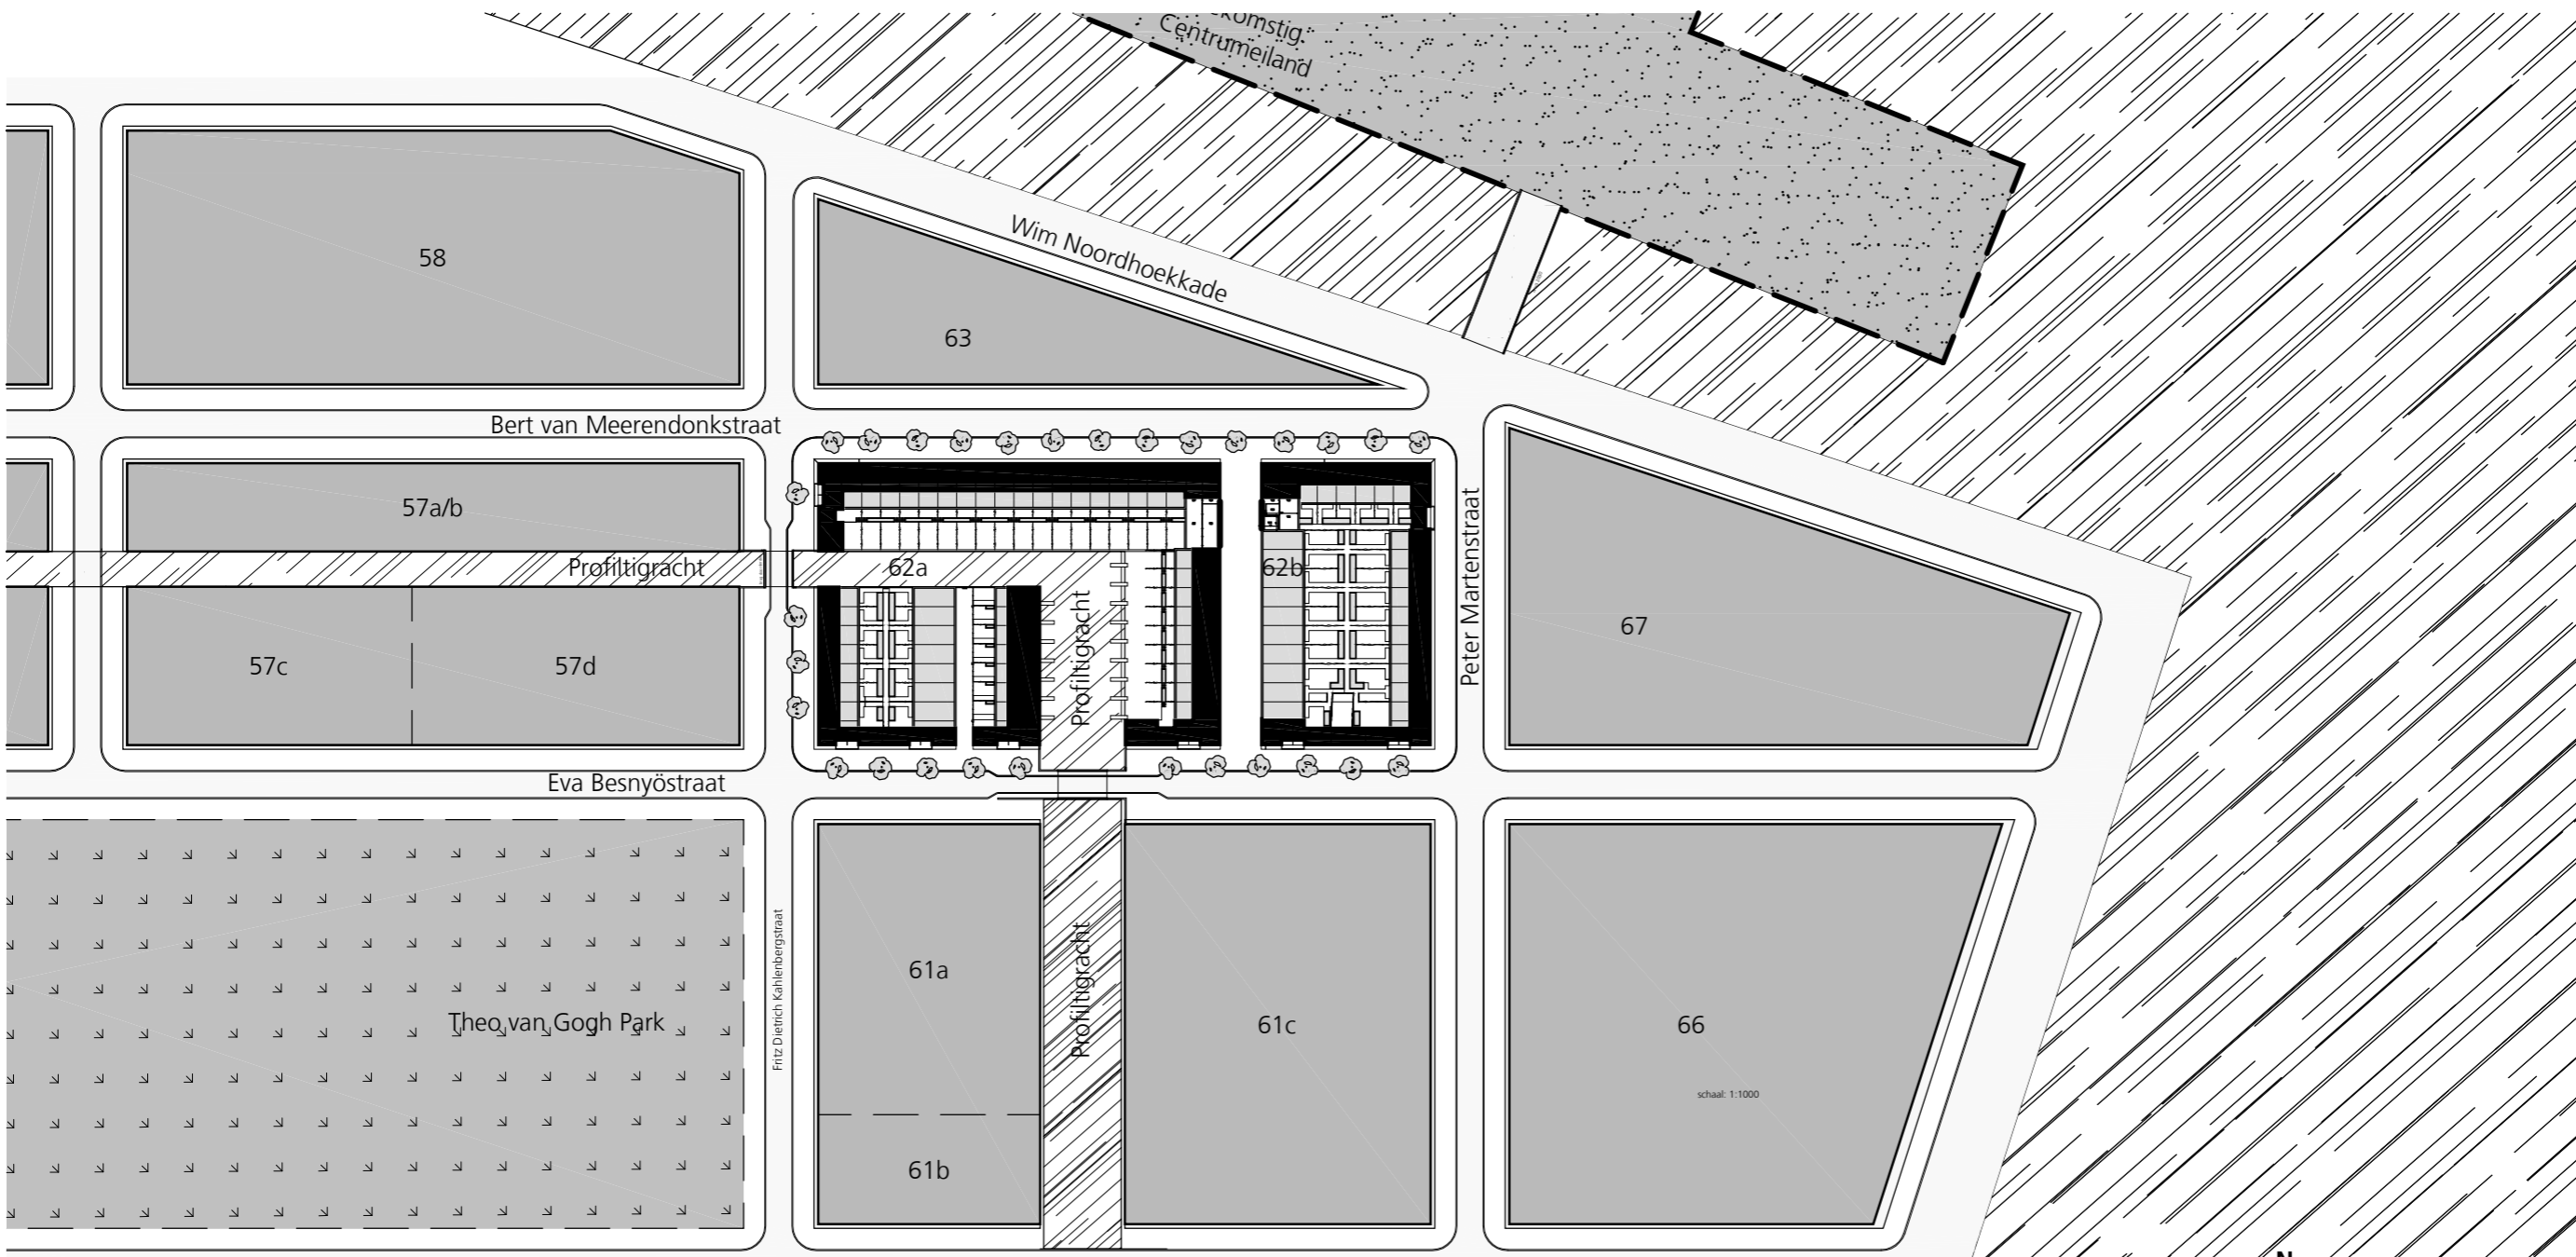 Centrumeiland
58
Wim Noordhoekkade
63
Bert van Meerendonkstraat
57a/b
Profiltigracht
62a
62b
Peter Martenstraat
67
57c
57d
Profiltigracht
Eva Besnyöstraat
Theo van Gogh Park
Fritz Dietrich Kahlenbergstraat
61a
Profiltigracht
61c
66
schaal: 1:1000
61b